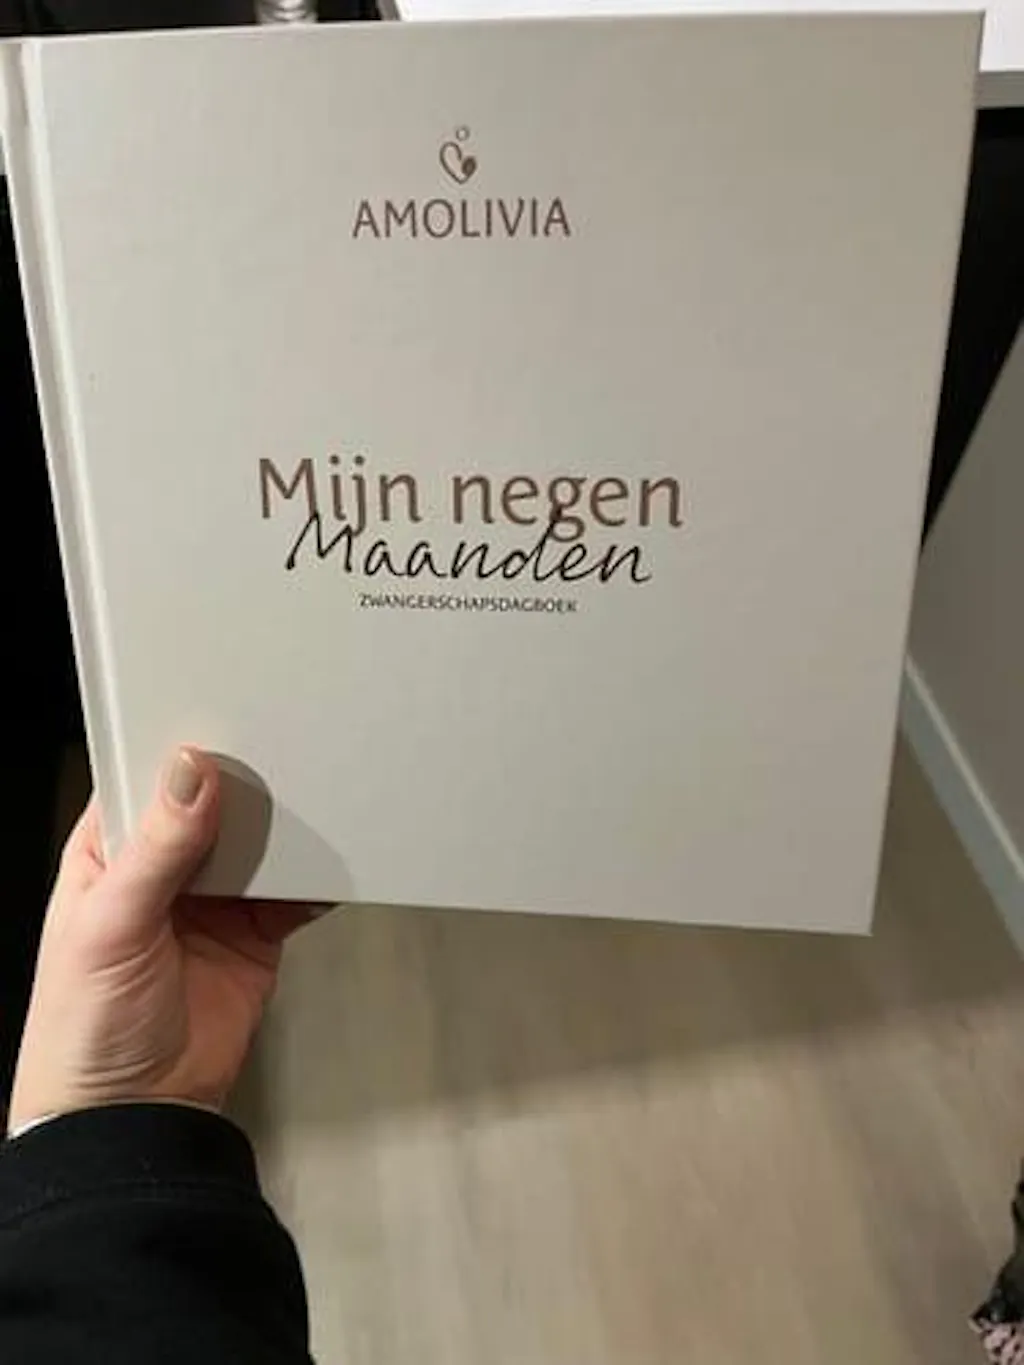 AMOLIVIA
Mijn negen
Maanden
ZWANGERSCHAPSDAGBOEK